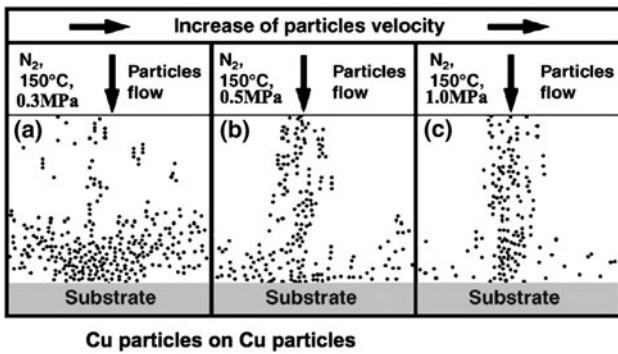 Increase of particles velocity
N₂,
150°C,
0.3MPa
Particles
flow
N₂,
150°C,
0.5MPa
Particles
flow
N₂,
150°C,
1.0MPa
Particles
flow
(a)
(b)
(c)
Substrate
Substrate
Substrate
Cu particles on Cu particles